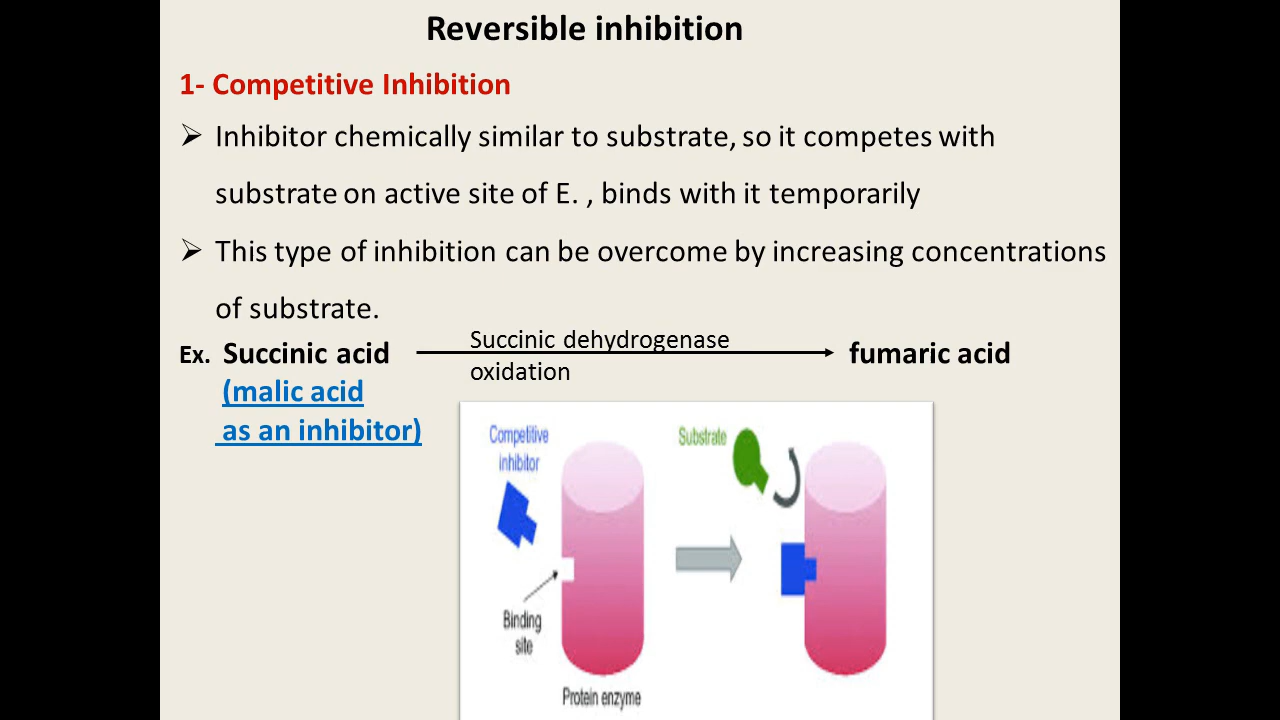 Reversible inhibition
1- Competitive Inhibition
➢ Inhibitor chemically similar to substrate, so it competes with
substrate on active site of E. , binds with it temporarily
➢ This type of inhibition can be overcome by increasing concentrations
of substrate.
Ex. Succinic acid
Succinic dehydrogenase
oxidation
fumaric acid
(malic acid
as an inhibitor)
Competitive
inhibitor
Substrate
Binding
site
Protein enzyme